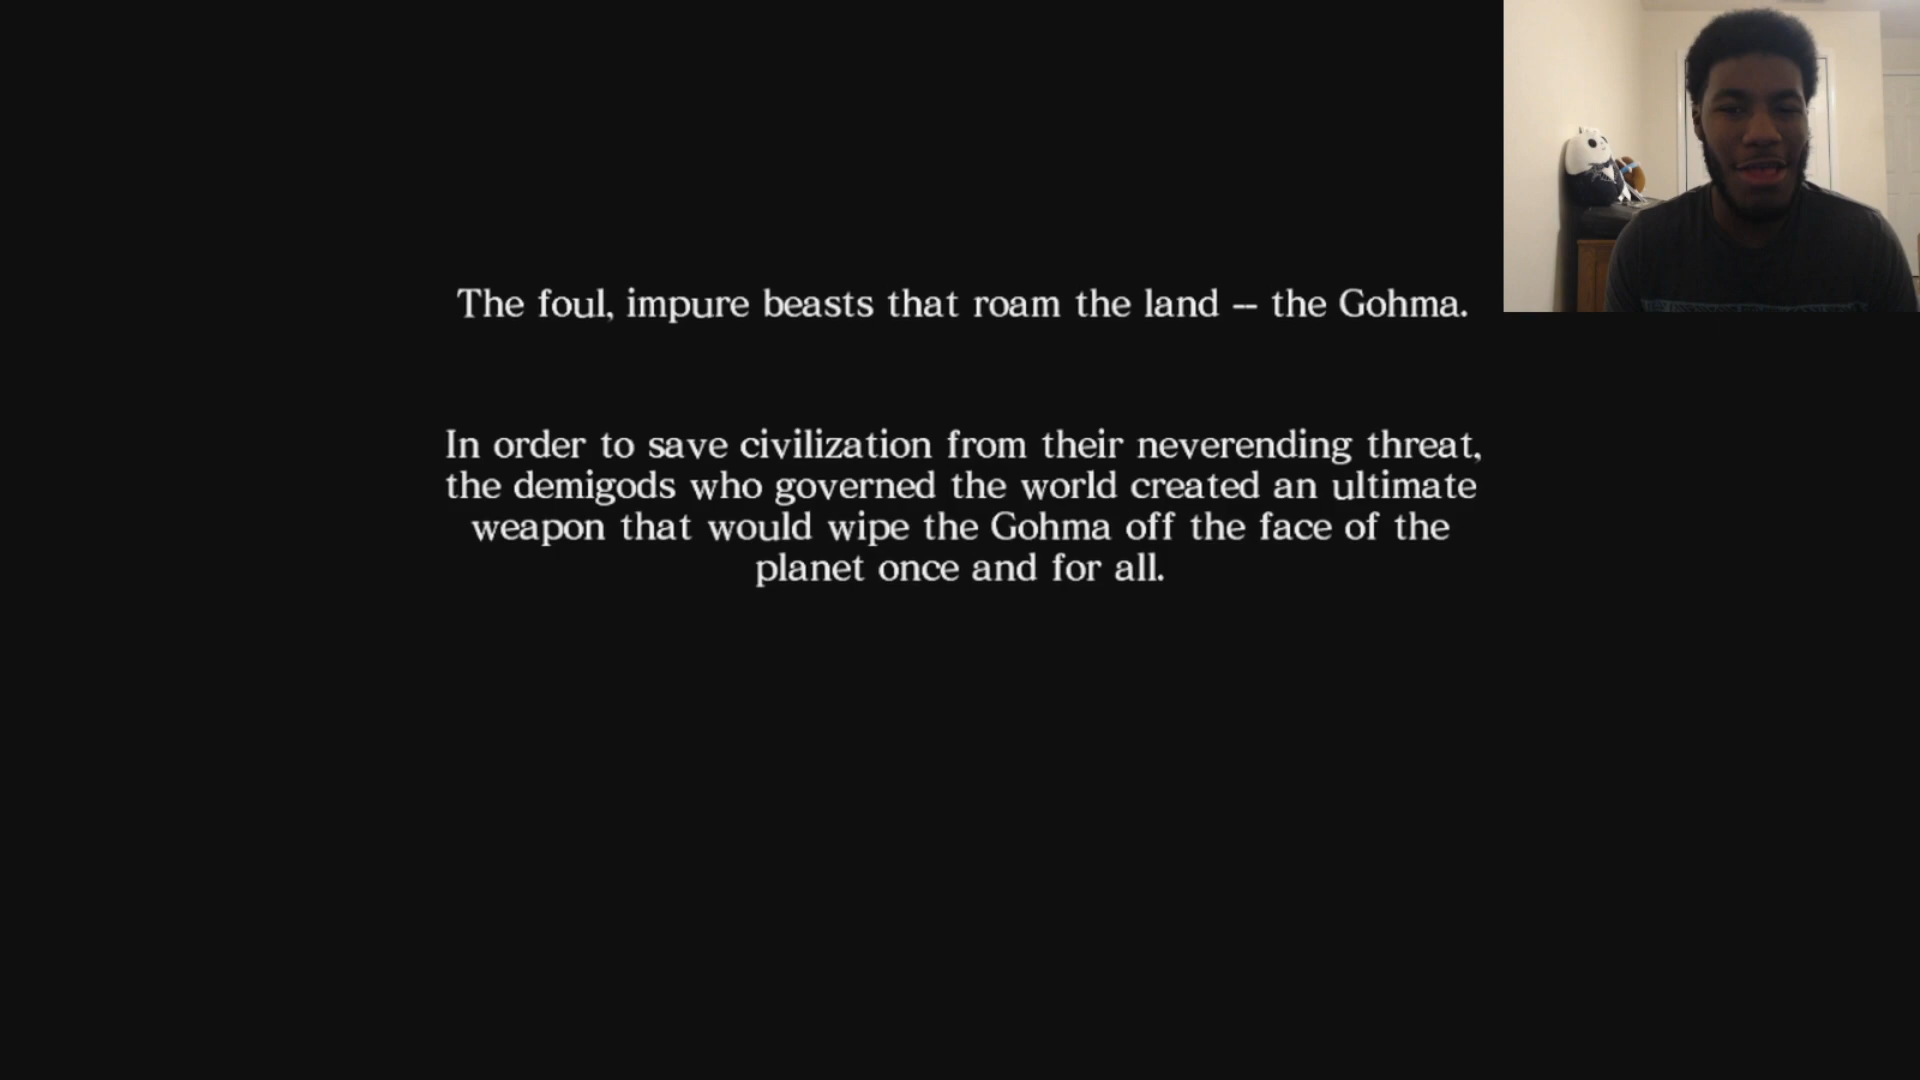 The foul, impure beasts that roam the land -- the Gohma.
In order to save civilization from their neverending threat,
the demigods who governed the world created an ultimate
weapon that would wipe the Gohma off the face of the
planet once and for all.